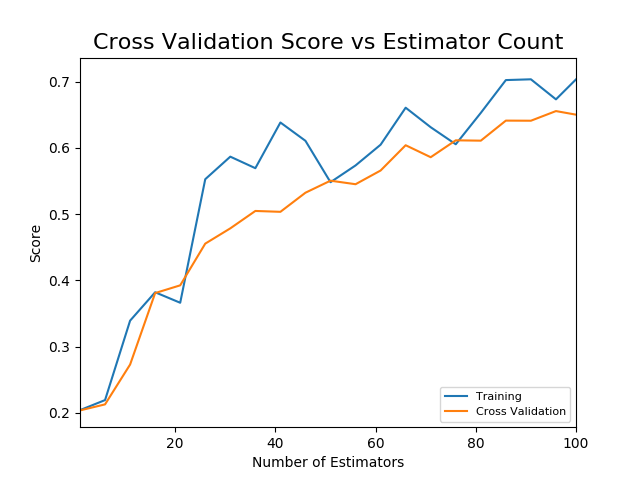 Cross Validation Score vs Estimator Count
0.7
0.6
0.5
0.4
0.3
0.2
Score
Training
Cross Validation
20 40 60 80 100
Number of Estimators